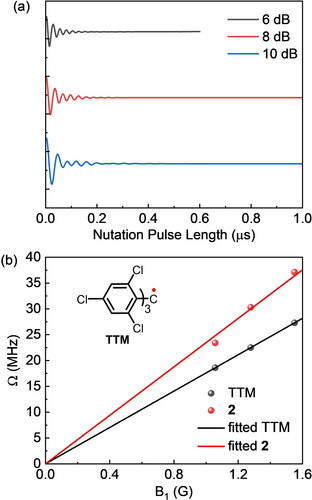 (a)
6 dB
8 dB
10 dB
0.0 0.2 0.4 0.6 0.8 1.0
Nutation Pulse Length (μs)
(b)
40
35
30
25
20
15
10
5
0
Ω (MHz)
Cl
Cl
Cl
C
3
TTM
TTM
2
fitted TTM
fitted 2
0.0 0.4 0.8 1.2 1.6
B₁ (G)